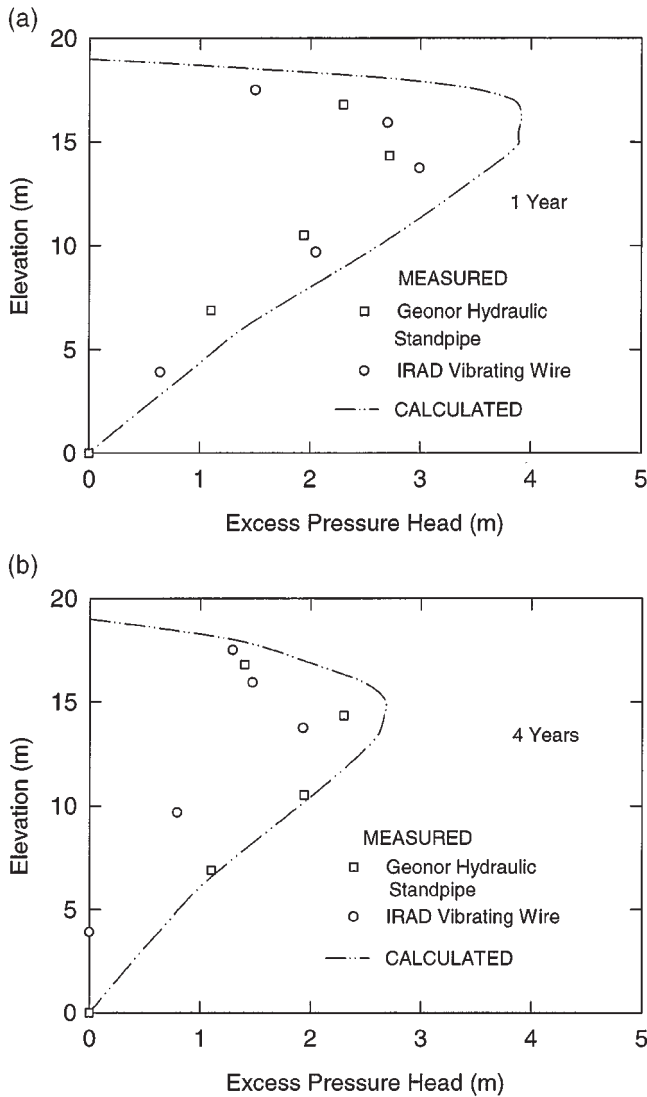 (a)
20
15
10
5
0
Elevation (m)
1 Year
MEASURED
Geonor Hydraulic
Standpipe
IRAD Vibrating Wire
CALCULATED
0 1 2 3 4 5
Excess Pressure Head (m)
(b)
20
15
10
5
0
Elevation (m)
4 Years
MEASURED
Geonor Hydraulic
Standpipe
IRAD Vibrating Wire
CALCULATED
0 1 2 3 4 5
Excess Pressure Head (m)